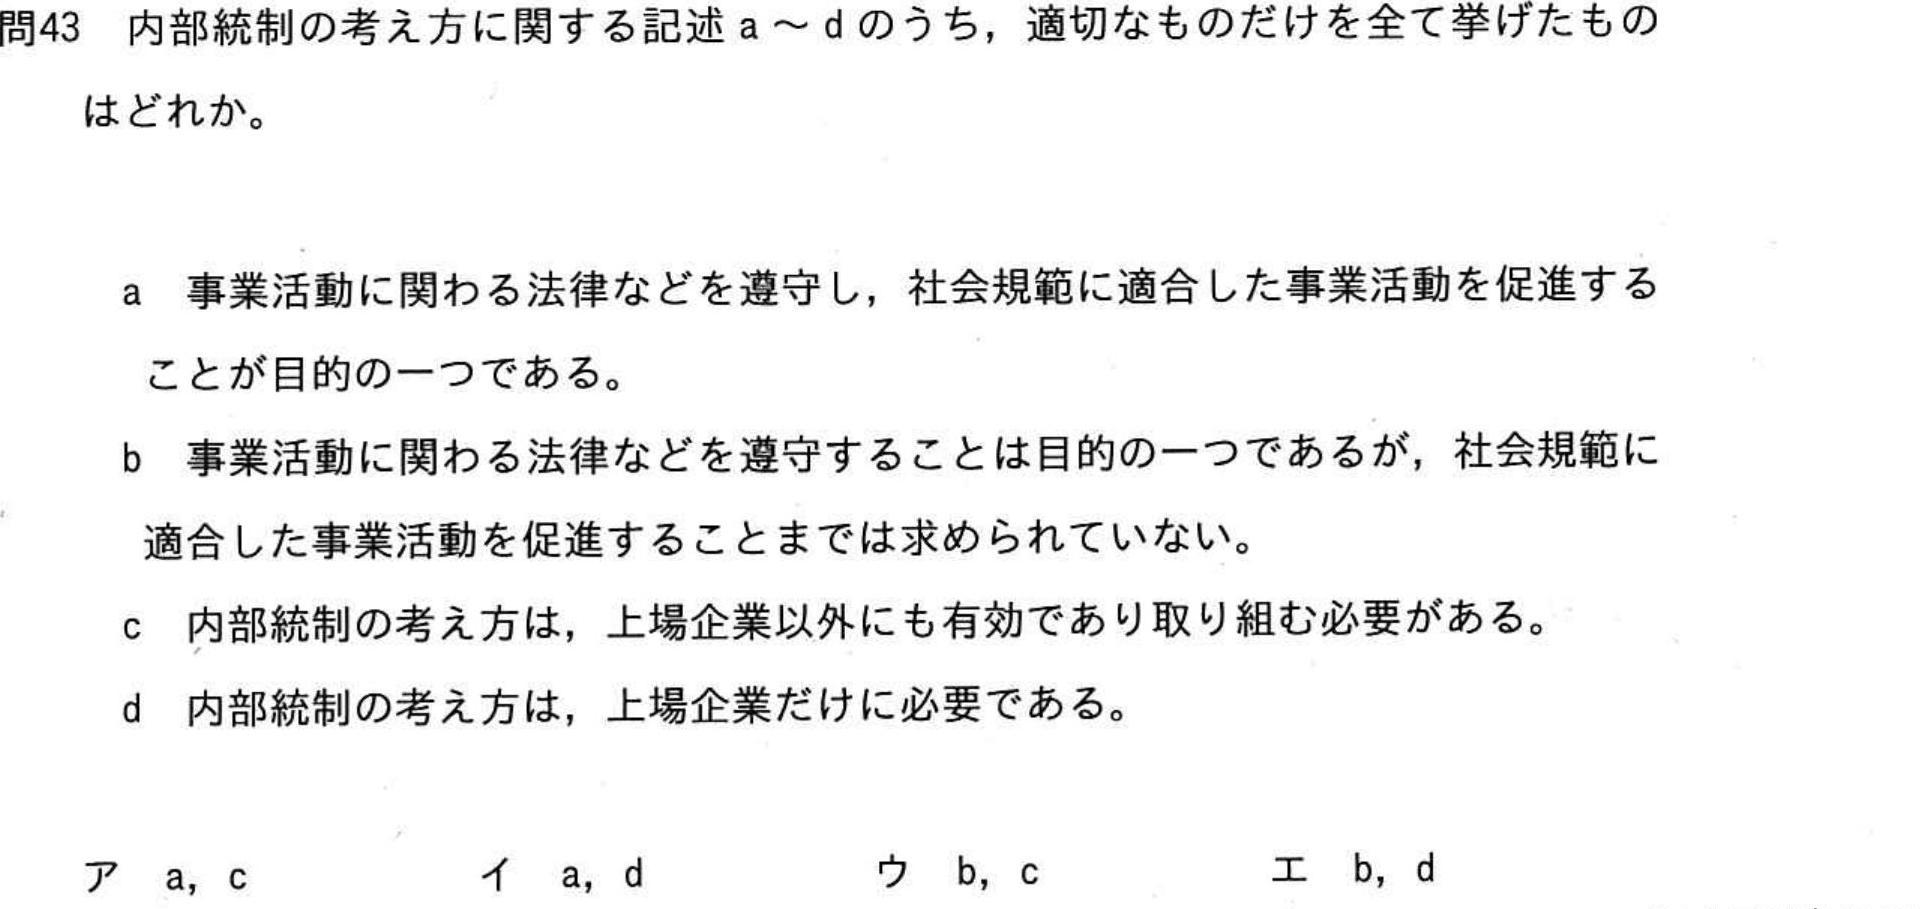 問43　内部統制の考え方に関する記述 a ～ d のうち，適切なものだけを全て挙げたもの
はどれか。
a　事業活動に関わる法律などを遵守し，社会規範に適合した事業活動を促進する
ことが目的の一つである。
b　事業活動に関わる法律などを遵守することは目的の一つであるが，社会規範に
適合した事業活動を促進することまでは求められていない。
c　内部統制の考え方は，上場企業以外にも有効であり取り組む必要がある。
d　内部統制の考え方は，上場企業だけに必要である。
ア　a，c　イ　a，d　ウ　b，c　エ　b，d